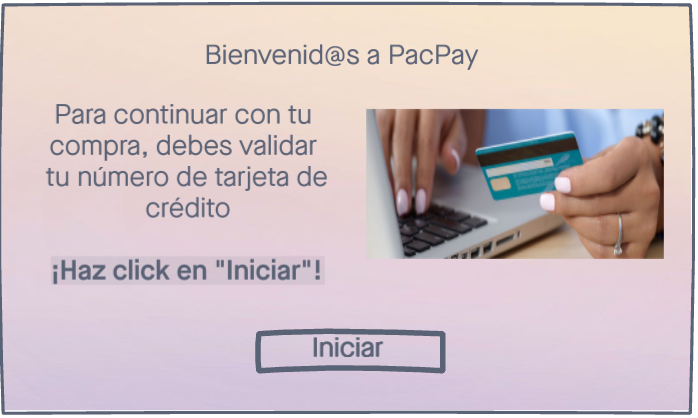 Bienvenid@s a PacPay
Para continuar con tu
compra, debes validar
tu número de tarjeta de
crédito
¡Haz click en "Iniciar"!
Iniciar